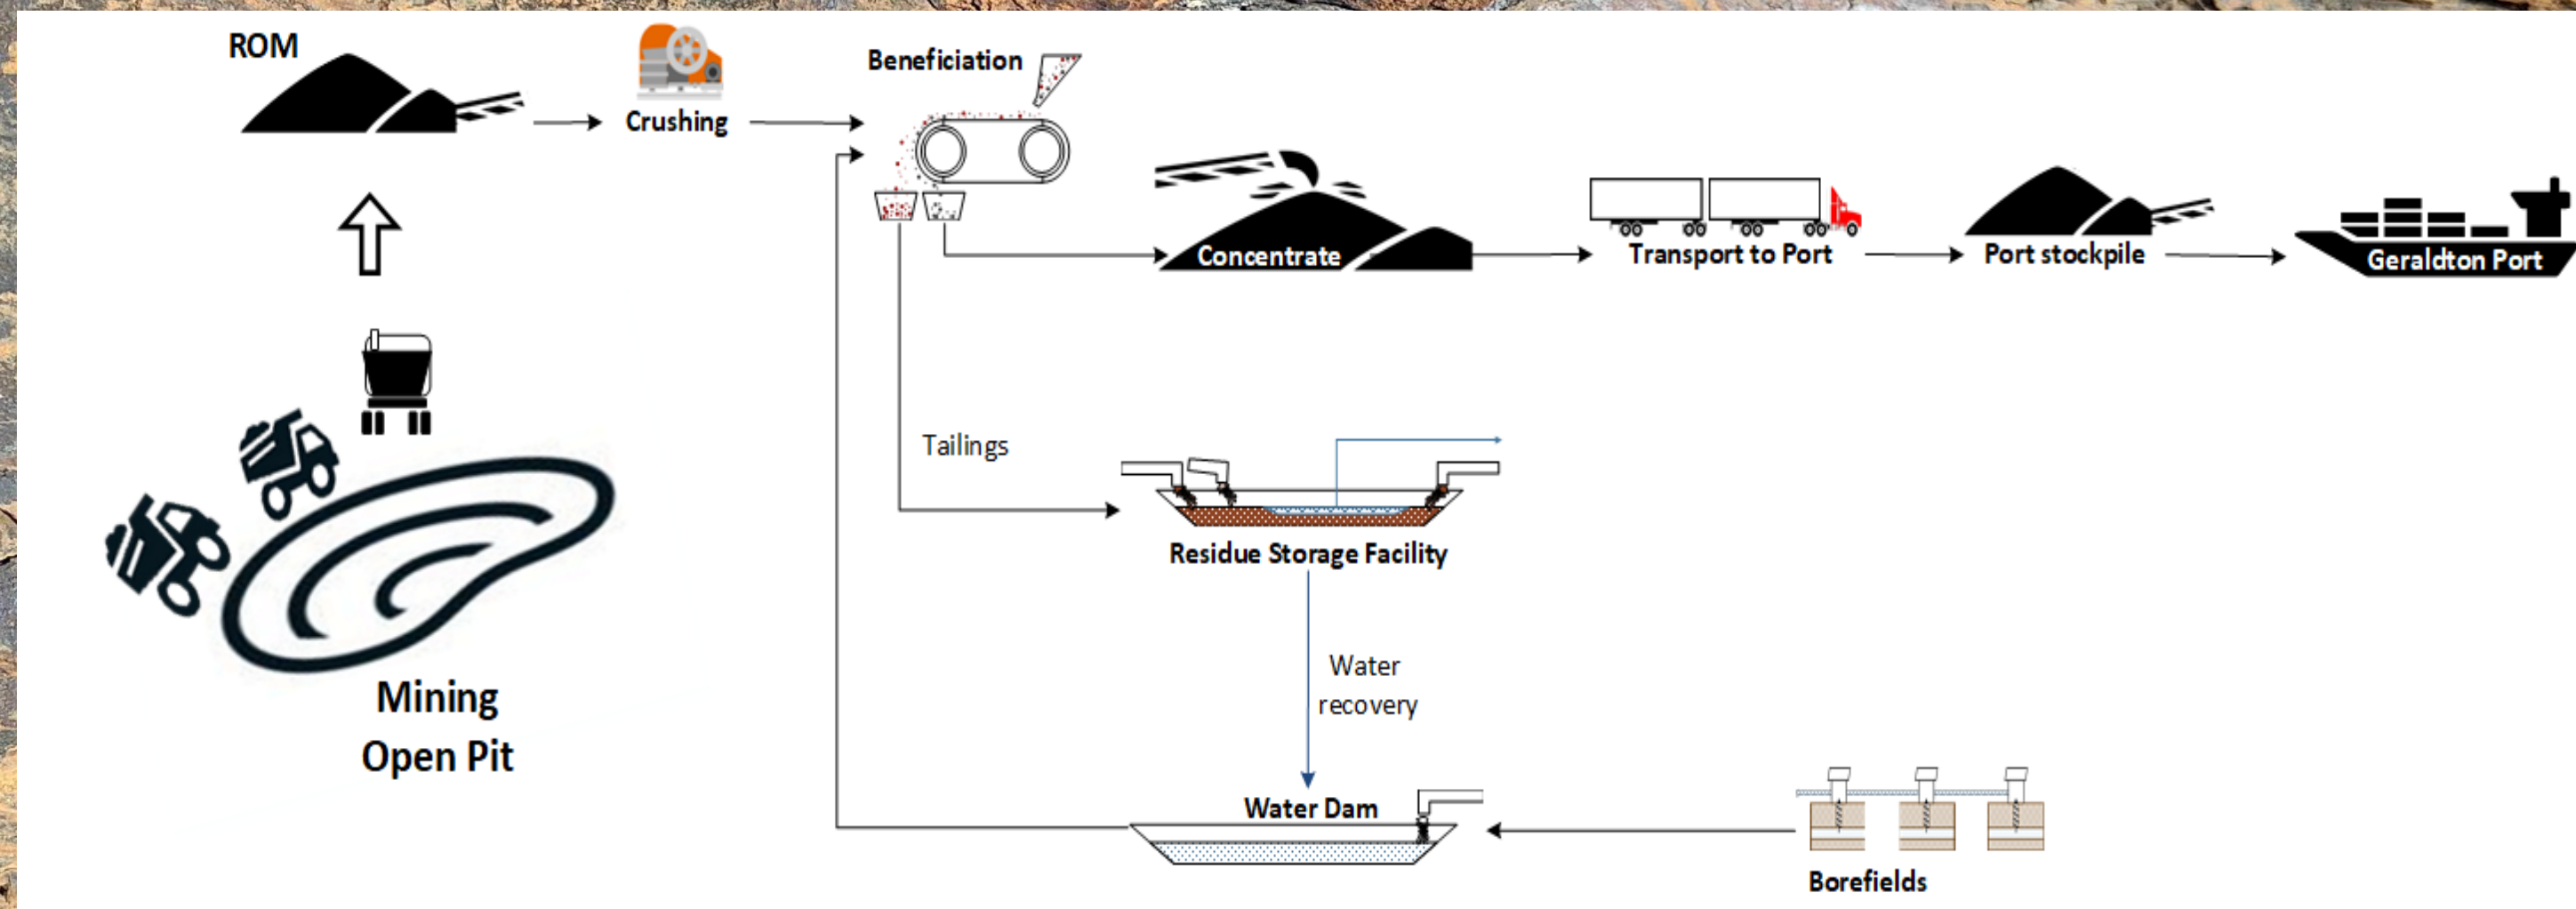 ROM
Crushing
Beneficiation
Concentrate
Transport to Port
Port stockpile
Geraldton Port
Mining
Open Pit
Tailings
Residue Storage Facility
Water
recovery
Water Dam
Borefields